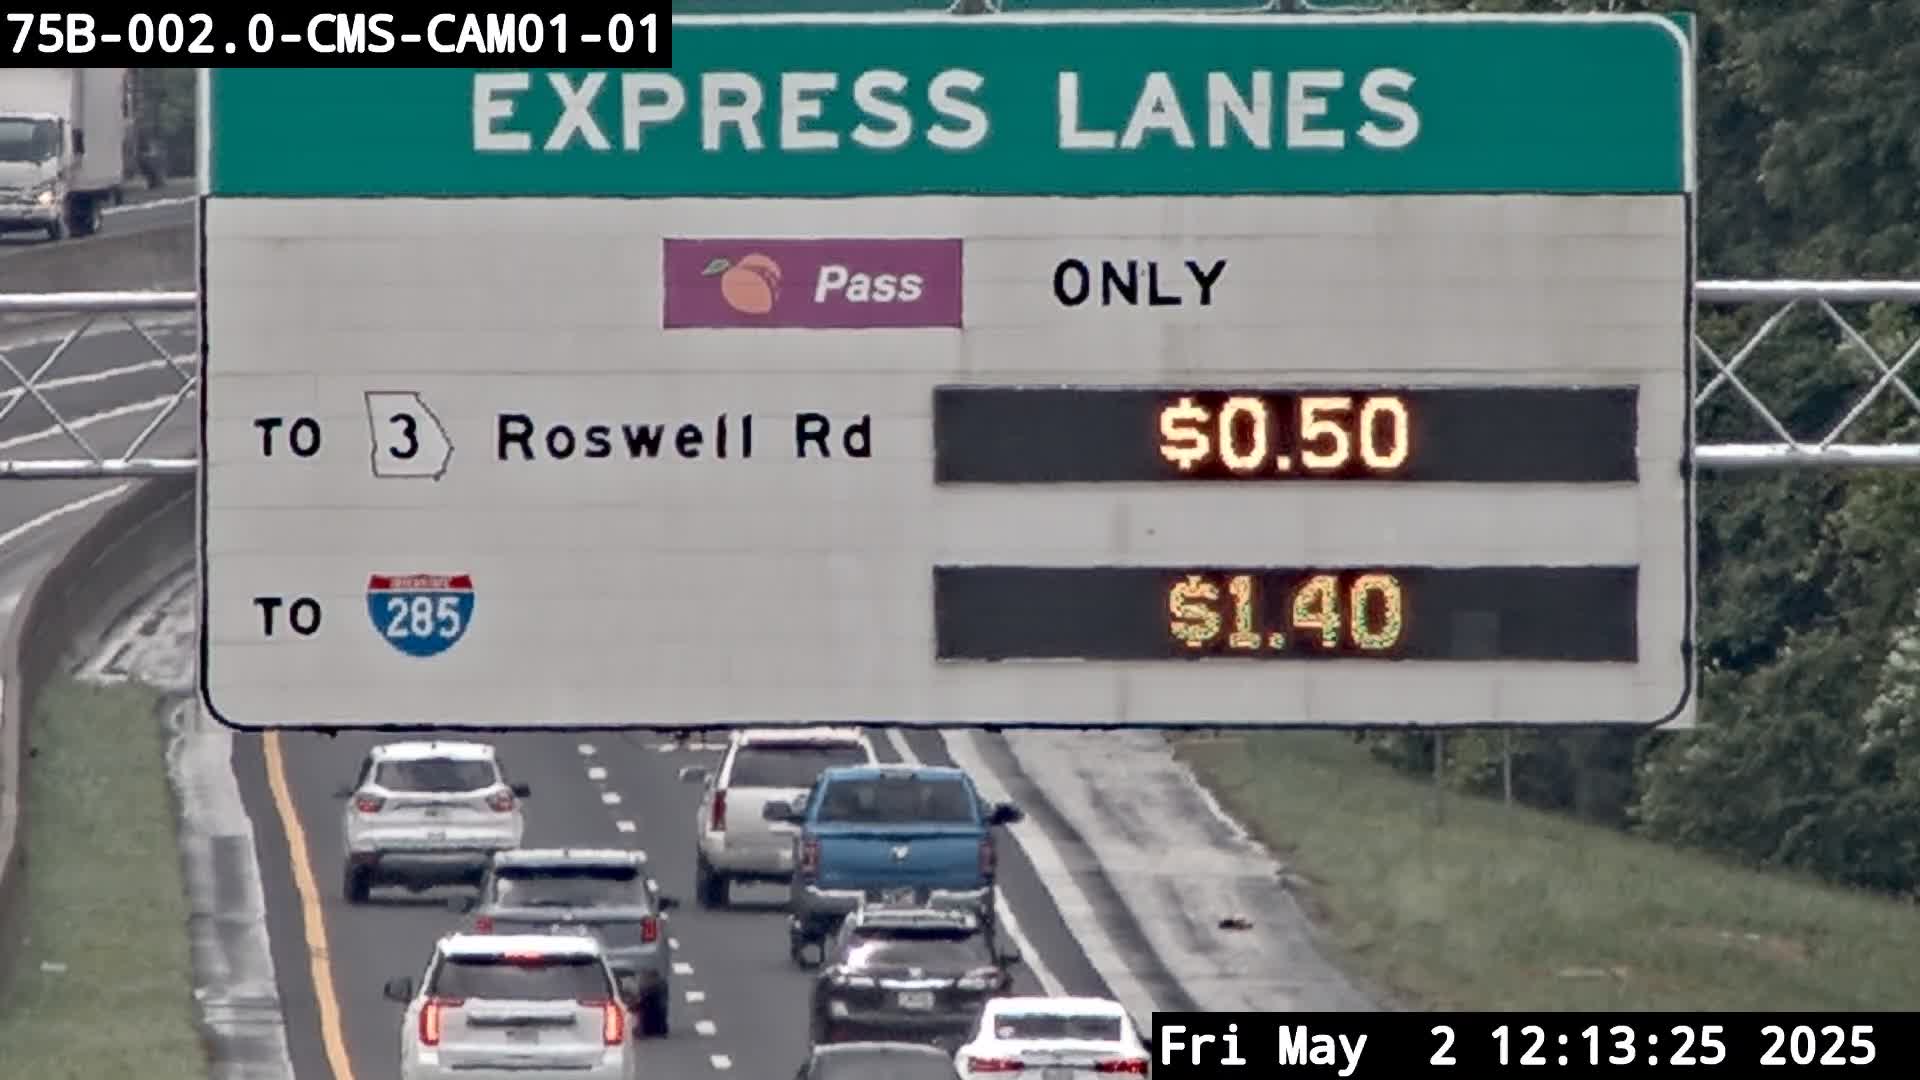 75B-002.0-CMS-CAM01-01
EXPRESS LANES
Pass ONLY
TO 3 Roswell Rd $0.50
TO 285 $1.40
Fri May 2 12:13:25 2025